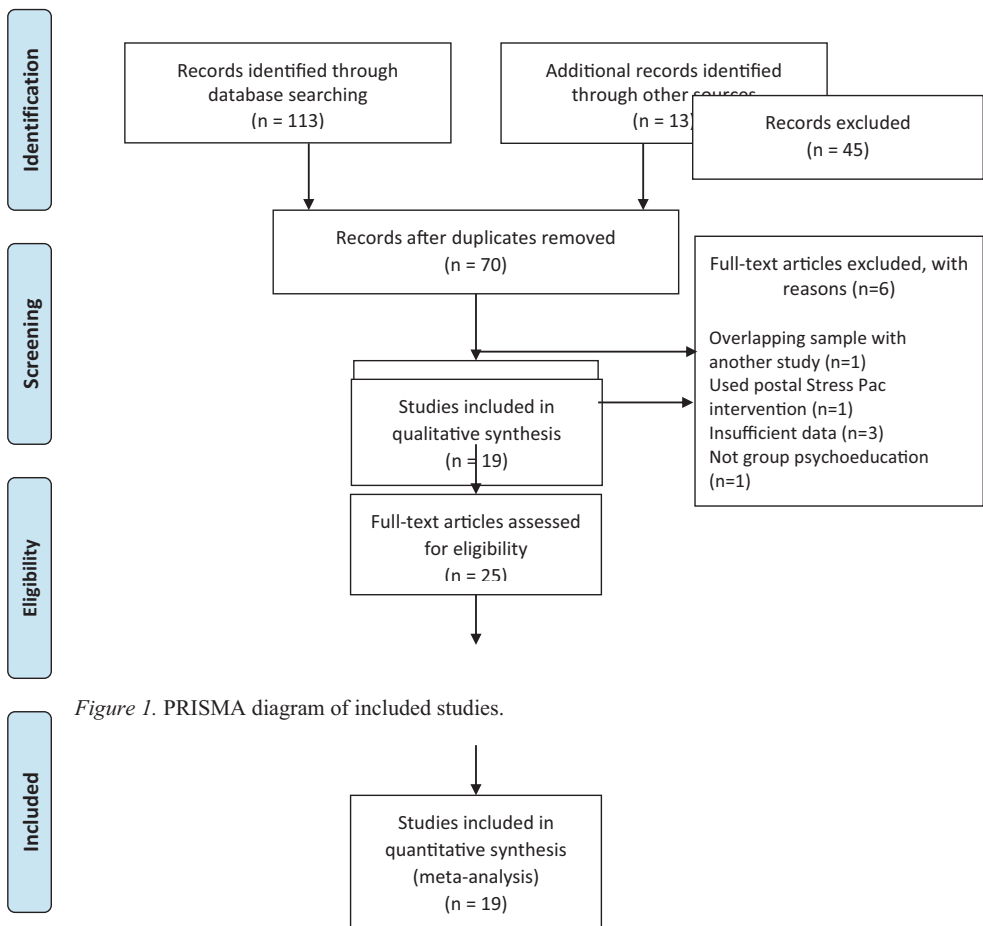 Identification
Records identified through
database searching
(n = 113)
Additional records identified
through other sources
(n = 13)
Records excluded
(n = 45)
Records after duplicates removed
(n = 70)
Screening
Full-text articles excluded, with
reasons (n=6)
Overlapping sample with
another study (n=1)
Used postal Stress Pac
intervention (n=1)
Insufficient data (n=3)
Not group psychoeducation
(n=1)
Studies included in
qualitative synthesis
(n = 19)
Eligibility
Full-text articles assessed
for eligibility
(n = 25)
Figure 1. PRISMA diagram of included studies.
Included
Studies included in
quantitative synthesis
(meta-analysis)
(n = 19)